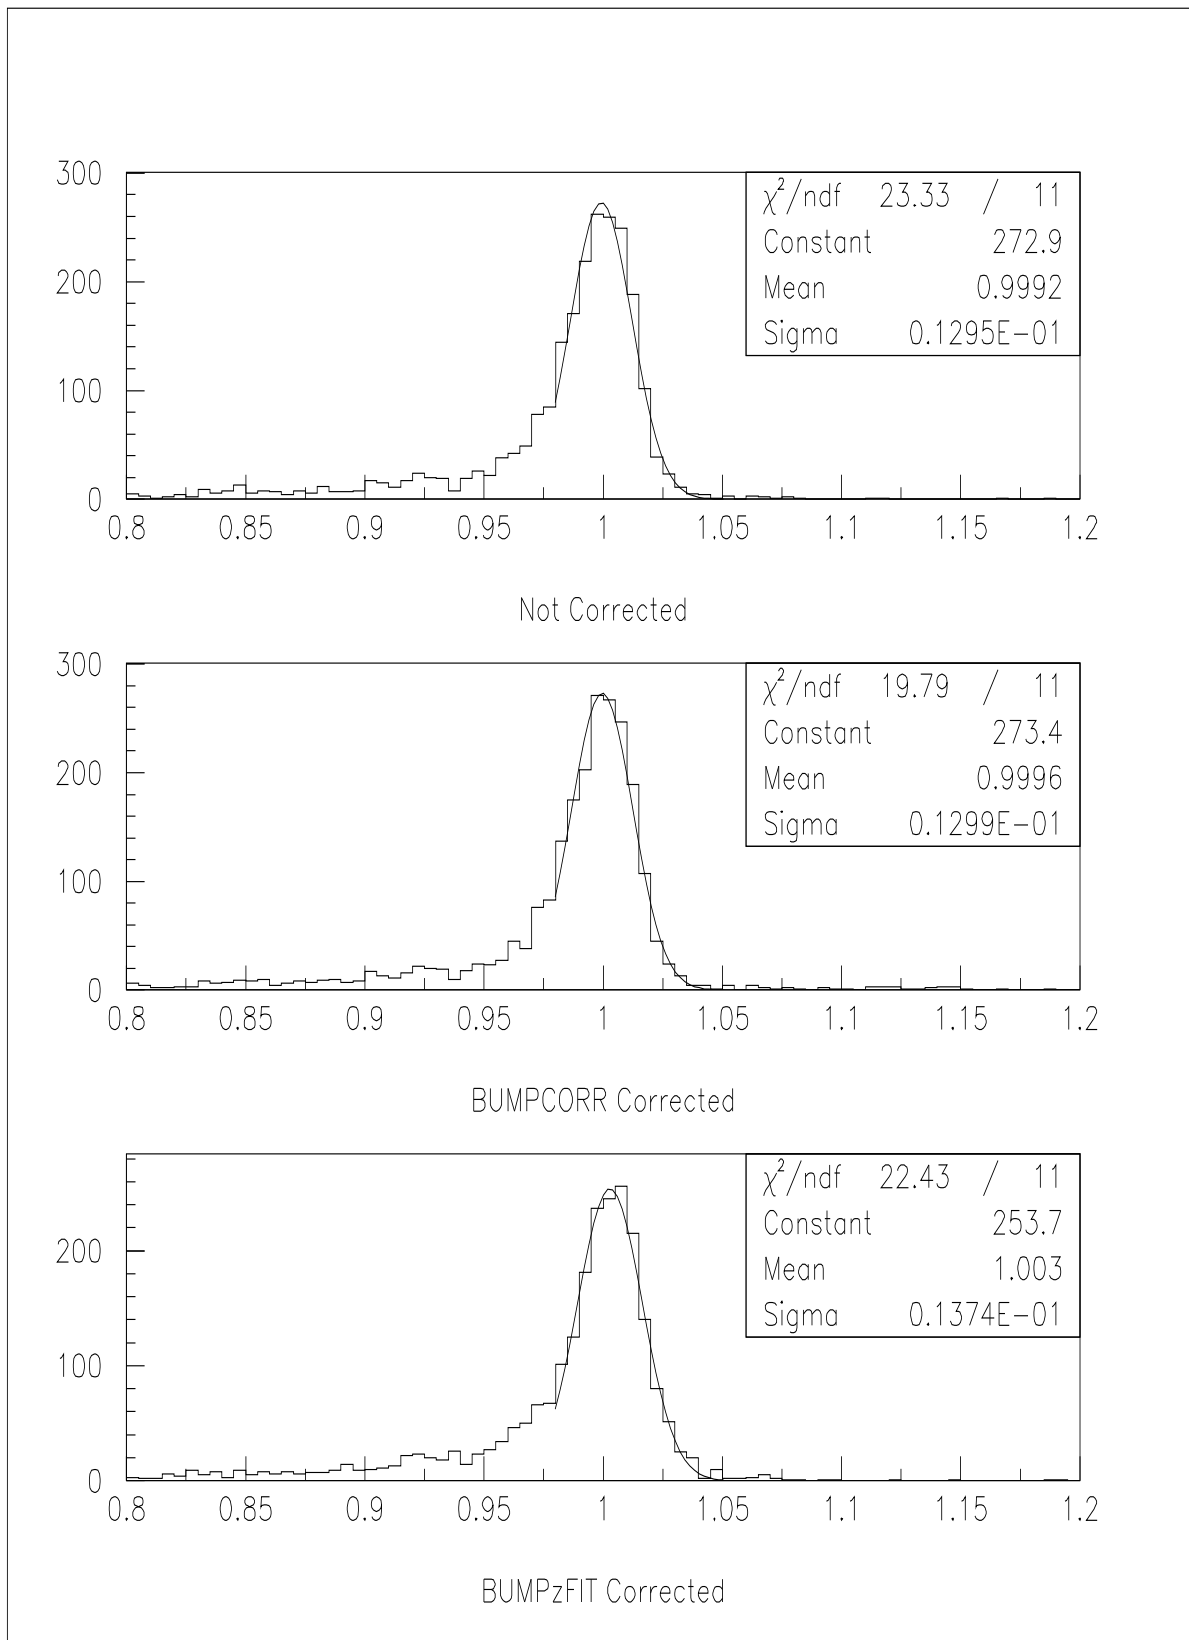 300
200
100
0
0.8 0.85 0.9 0.95 1 1.05 1.1 1.15 1.2
χ²/ndf 23.33 / 11
Constant 272.9
Mean 0.9992
Sigma 0.1295E−01
Not Corrected
300
200
100
0
0.8 0.85 0.9 0.95 1 1.05 1.1 1.15 1.2
χ²/ndf 19.79 / 11
Constant 273.4
Mean 0.9996
Sigma 0.1299E−01
BUMPCORR Corrected
200
100
0
0.8 0.85 0.9 0.95 1 1.05 1.1 1.15 1.2
χ²/ndf 22.43 / 11
Constant 253.7
Mean 1.003
Sigma 0.1374E−01
BUMPzFIT Corrected